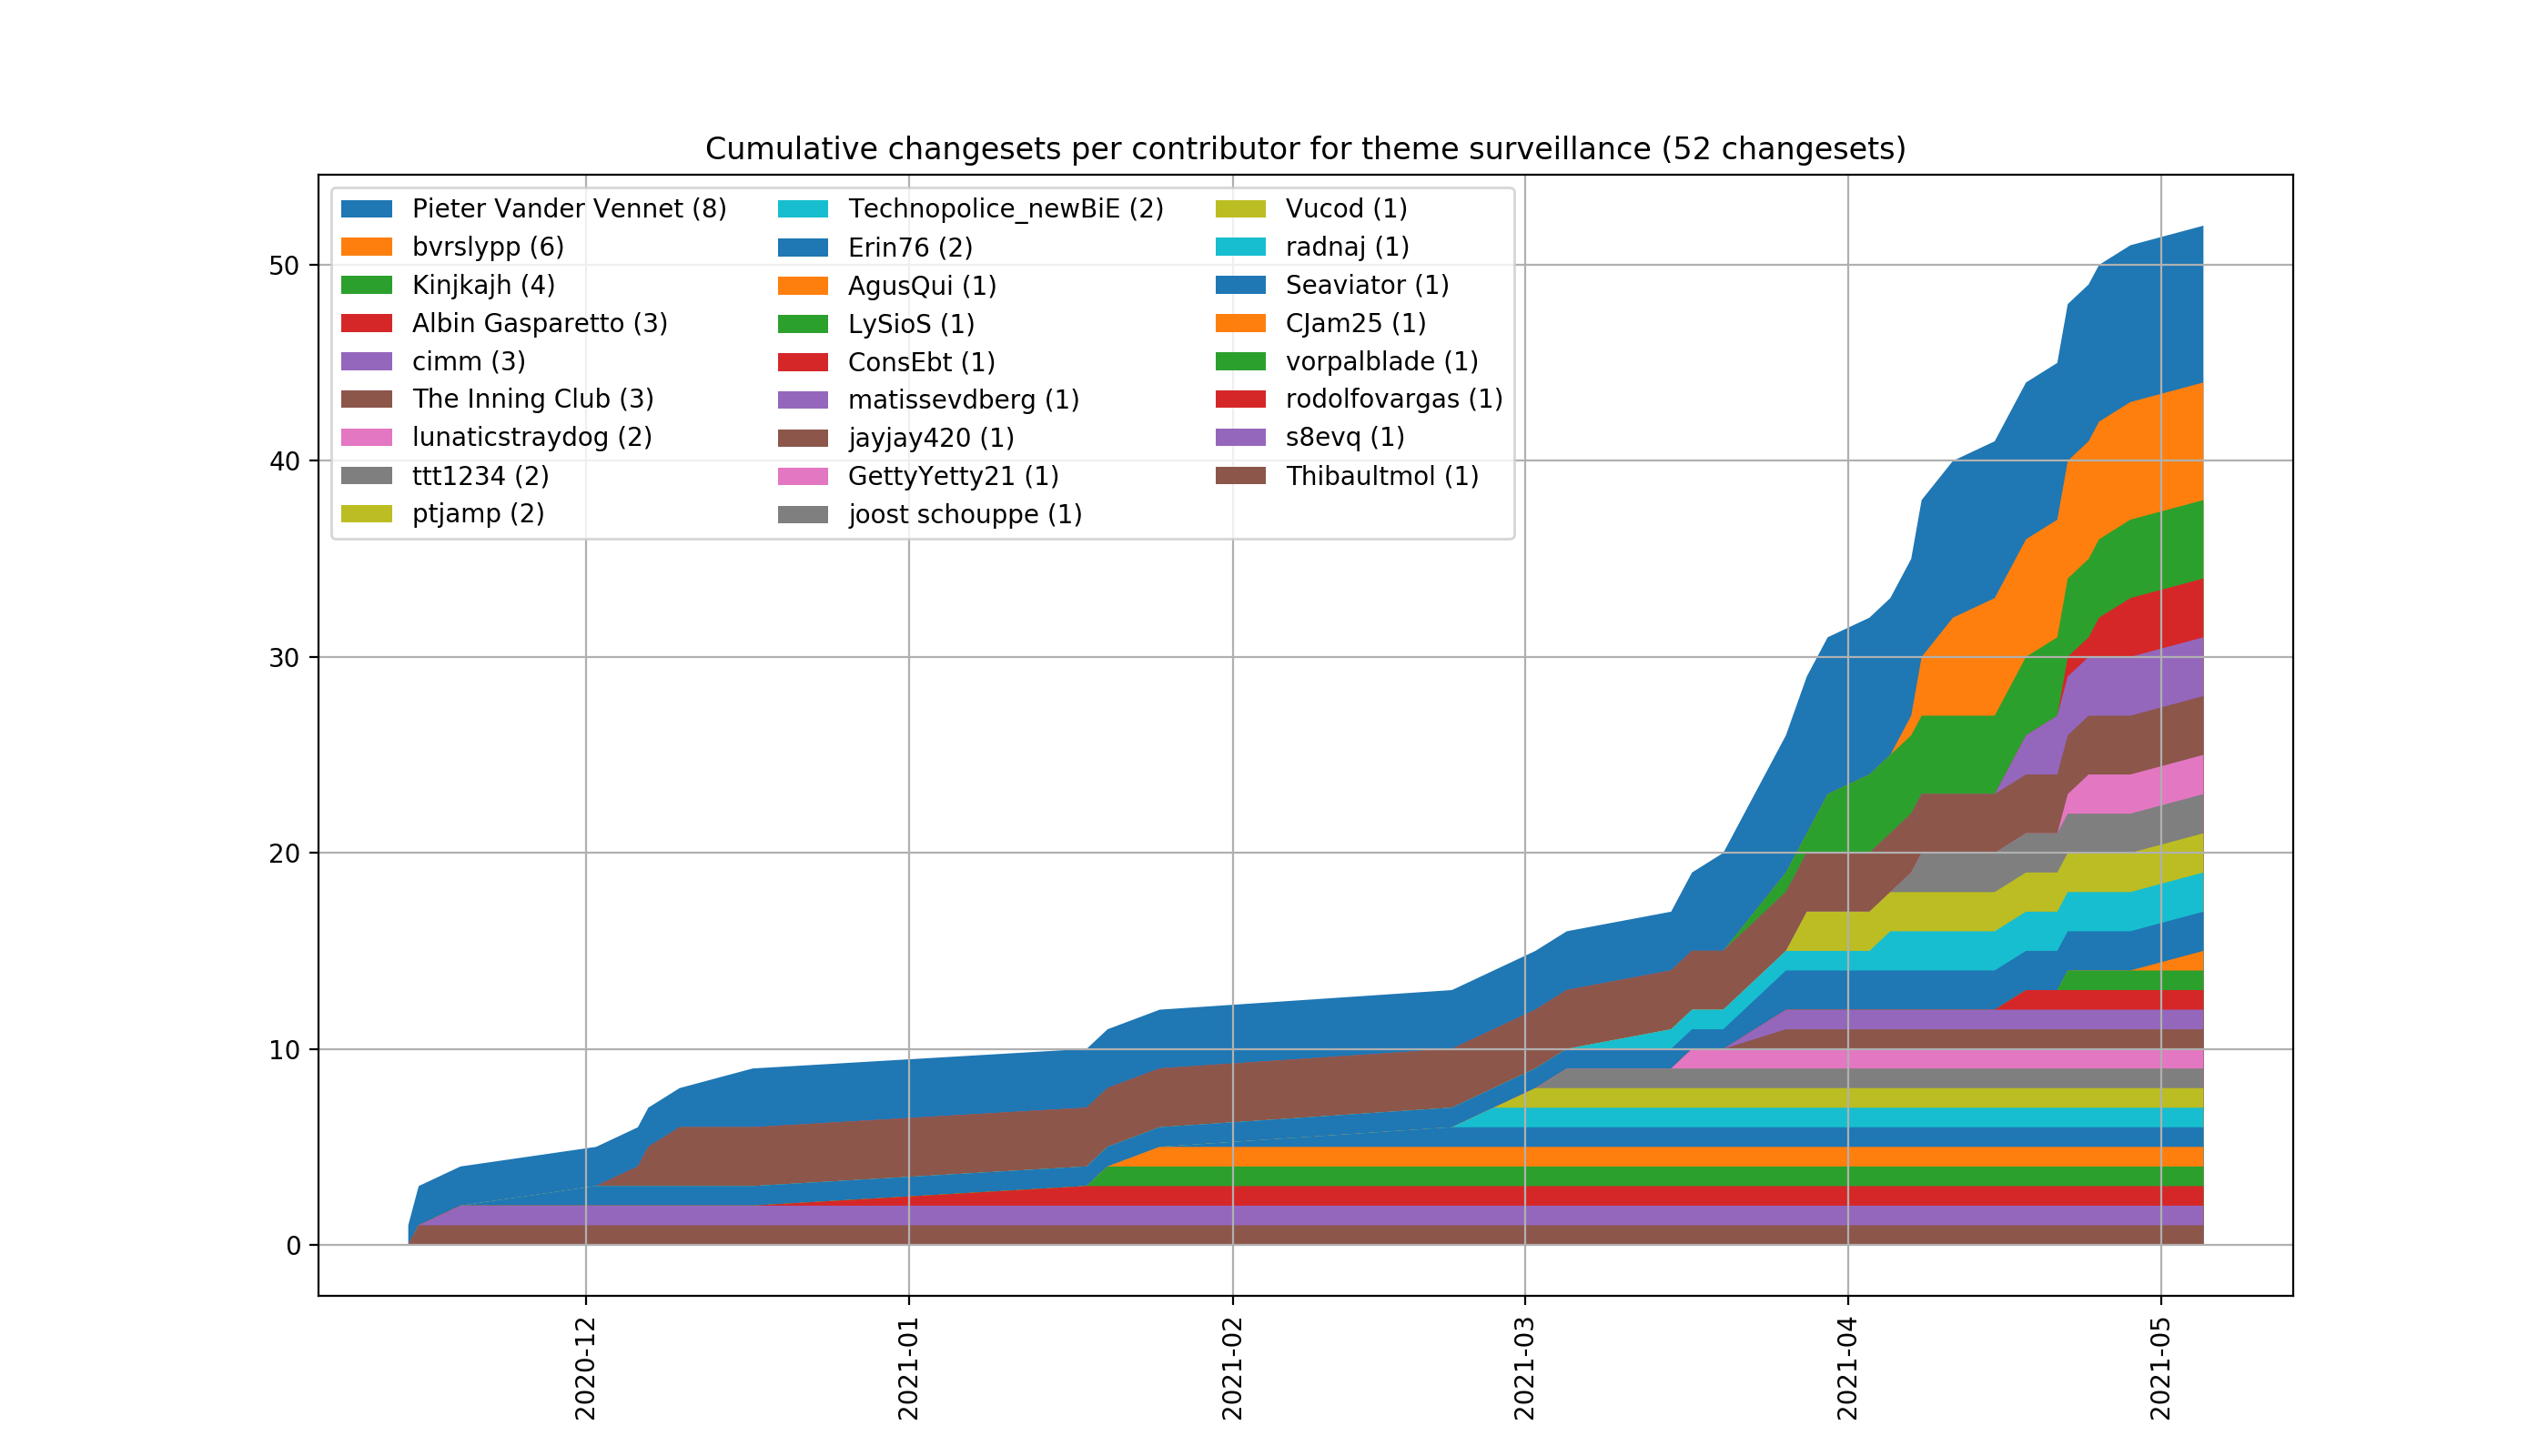 Cumulative changesets per contributor for theme surveillance (52 changesets)
Pieter Vander Vennet (8)
bvrslypp (6)
Kinjkajh (4)
Albin Gasparetto (3)
cimm (3)
The Inning Club (3)
lunaticstraydog (2)
ttt1234 (2)
ptjamp (2)
Technopolice_newBiE (2)
Erin76 (2)
AgusQui (1)
LySioS (1)
ConsEbt (1)
matissevdberg (1)
jayjay420 (1)
GettyYetty21 (1)
joost schouppe (1)
Vucod (1)
radnaj (1)
Seaviator (1)
CJam25 (1)
vorpalblade (1)
rodolfovargas (1)
s8evq (1)
Thibaultmol (1)
50
40
30
20
10
0
2020-12
2021-01
2021-02
2021-03
2021-04
2021-05